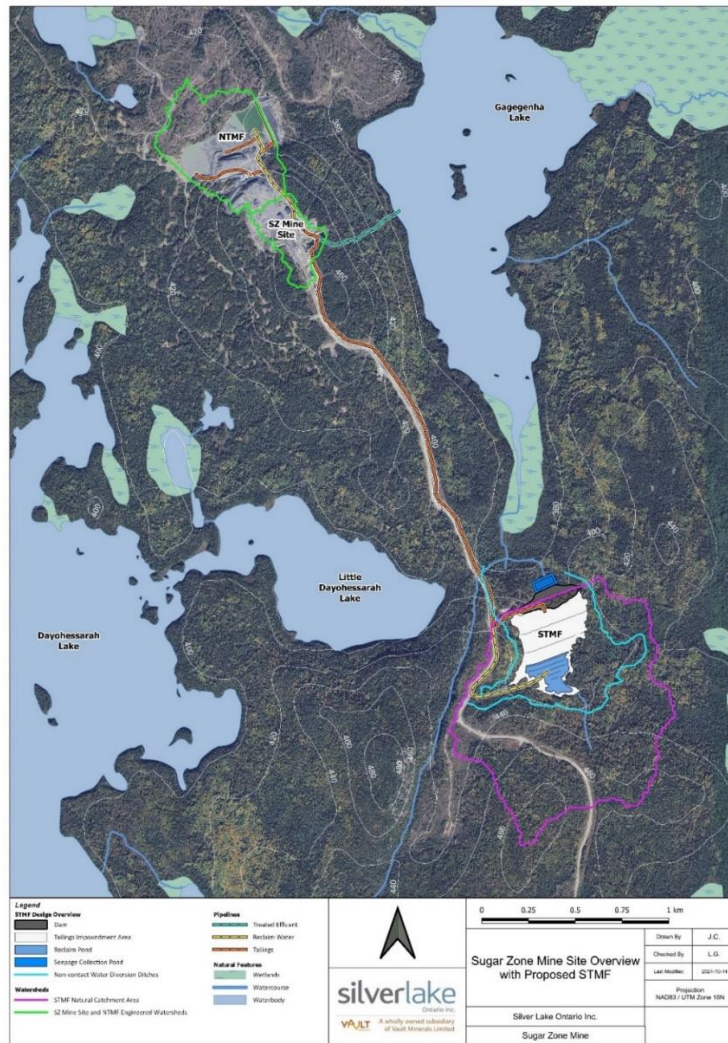 Gagegenha
Lake
NTMF
SZ Mine
Site
Little
Dayohessarah
Lake
Dayohessarah
Lake
STMF
Legend
STMF Design Overview
Dam
Tailings Impoundment Area
Reclaim Pond
Seepage Collection Pond
Non-contact Water Diversion Ditches
Watersheds
STMF Natural Catchment Area
SZ Mine Site and NTMF Engineered Watersheds
Pipelines
Treated Effluent
Reclaim Water
Tailings
Natural Features
Wetlands
Watercourse
Waterbody
silverlake
Ontario Inc.
VAULT
A wholly owned subsidiary
of Vault Minerals Limited
0 0.25 0.5 0.75 1 km
Sugar Zone Mine Site Overview
with Proposed STMF
Silver Lake Ontario Inc.
Sugar Zone Mine
Drawn By J.C.
Checked By L.G.
Last Modified
Projection
NAD83 / UTM Zone 16N